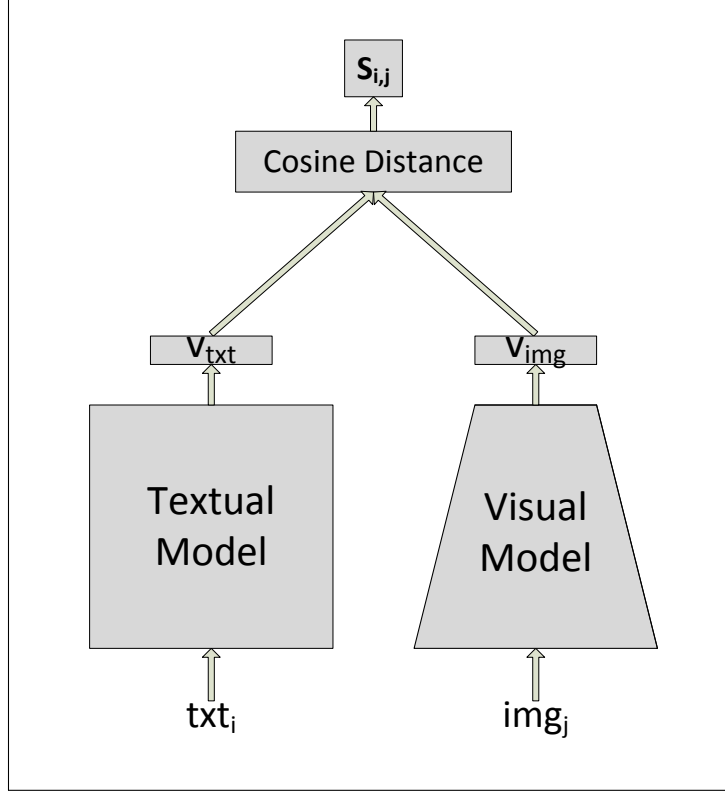 S_{i,j}
Cosine Distance
v_{txt}
v_{img}
Textual
Model
Visual
Model
txt_i
img_j